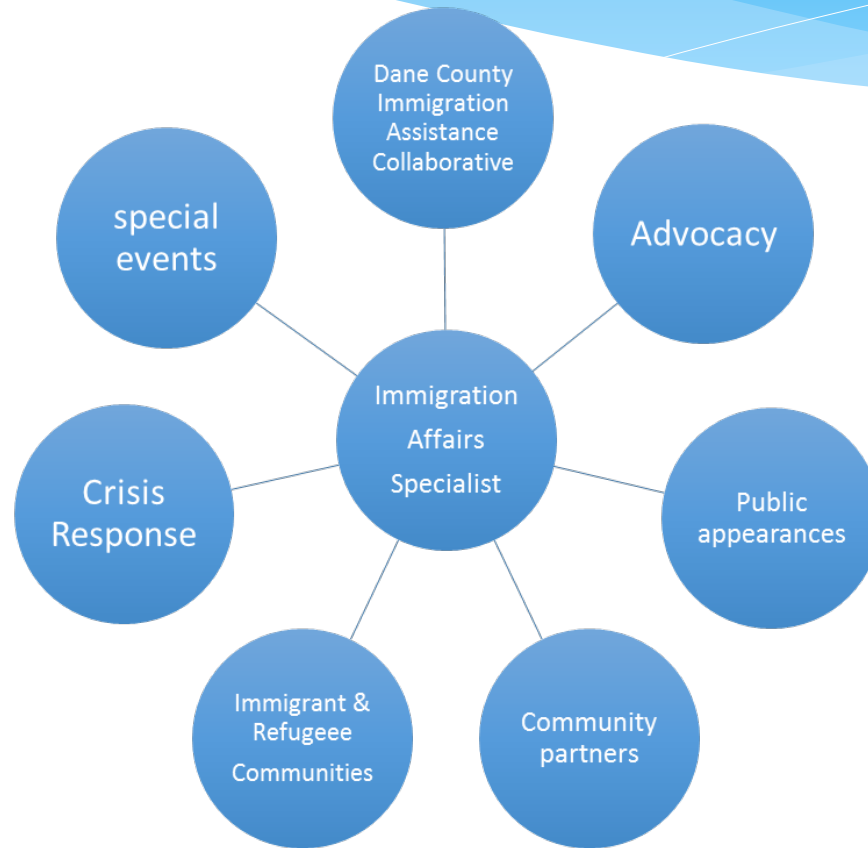 Dane County
Immigration
Assistance
Collaborative
special
events
Advocacy
Immigration
Affairs
Specialist
Crisis
Response
Public
appearances
Immigrant &
Refugeee
Communities
Community
partners